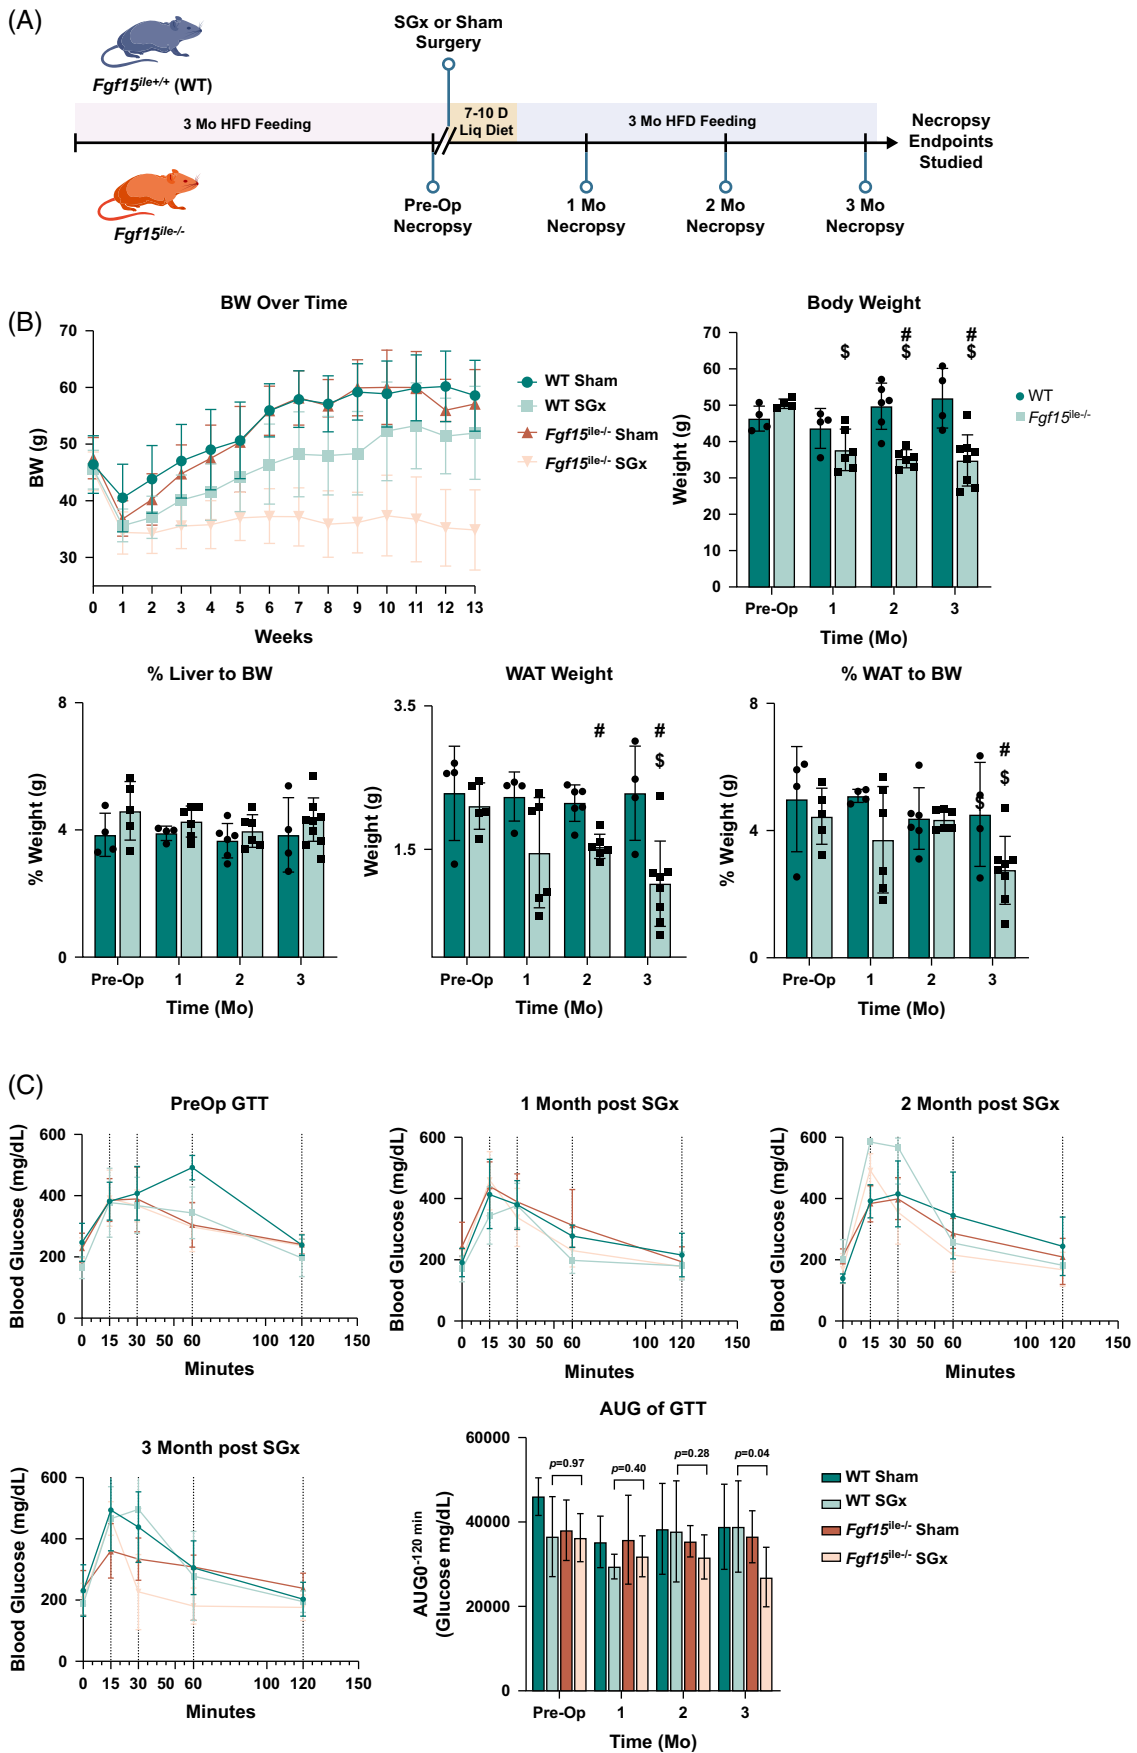 (A)
SGx or Sham
Surgery
Fgf15ile+/+ (WT)
3 Mo HFD Feeding
7-10 D
Liq Diet
3 Mo HFD Feeding
Necropsy
Endpoints
Studied
Fgf15ile-/-
Pre-Op
Necropsy
1 Mo
Necropsy
2 Mo
Necropsy
3 Mo
Necropsy
(B)
BW Over Time
BW (g)
70
60
50
40
30
0 1 2 3 4 5 6 7 8 9 10 11 12 13
Weeks
WT Sham
WT SGx
Fgf15ile-/- Sham
Fgf15ile-/- SGx
Body Weight
Weight (g)
70
60
50
40
30
20
10
0
$
#
$
#
$
Pre-Op 1 2 3
Time (Mo)
WT
Fgf15ile-/-
% Liver to BW
% Weight (g)
8
4
0
Pre-Op 1 2 3
Time (Mo)
WAT Weight
Weight (g)
3.5
1.5
#
#
$
Pre-Op 1 2 3
Time (Mo)
% WAT to BW
% Weight (g)
8
4
0
$
#
$
Pre-Op 1 2 3
Time (Mo)
(C)
PreOp GTT
Blood Glucose (mg/dL)
600
400
200
0
0 15 30 60 100 120 150
Minutes
1 Month post SGx
Blood Glucose (mg/dL)
600
400
200
0
0 15 30 60 100 120 150
Minutes
2 Month post SGx
Blood Glucose (mg/dL)
600
400
200
0
0 15 30 60 100 120 150
Minutes
3 Month post SGx
Blood Glucose (mg/dL)
600
400
200
0
0 15 30 60 100 120 150
Minutes
AUG of GTT
AUG0-120 min
(Glucose mg/dL)
60000
40000
20000
0
p=0.97
p=0.40
p=0.28
p=0.04
Pre-Op 1 2 3
Time (Mo)
WT Sham
WT SGx
Fgf15ile-/- Sham
Fgf15ile-/- SGx